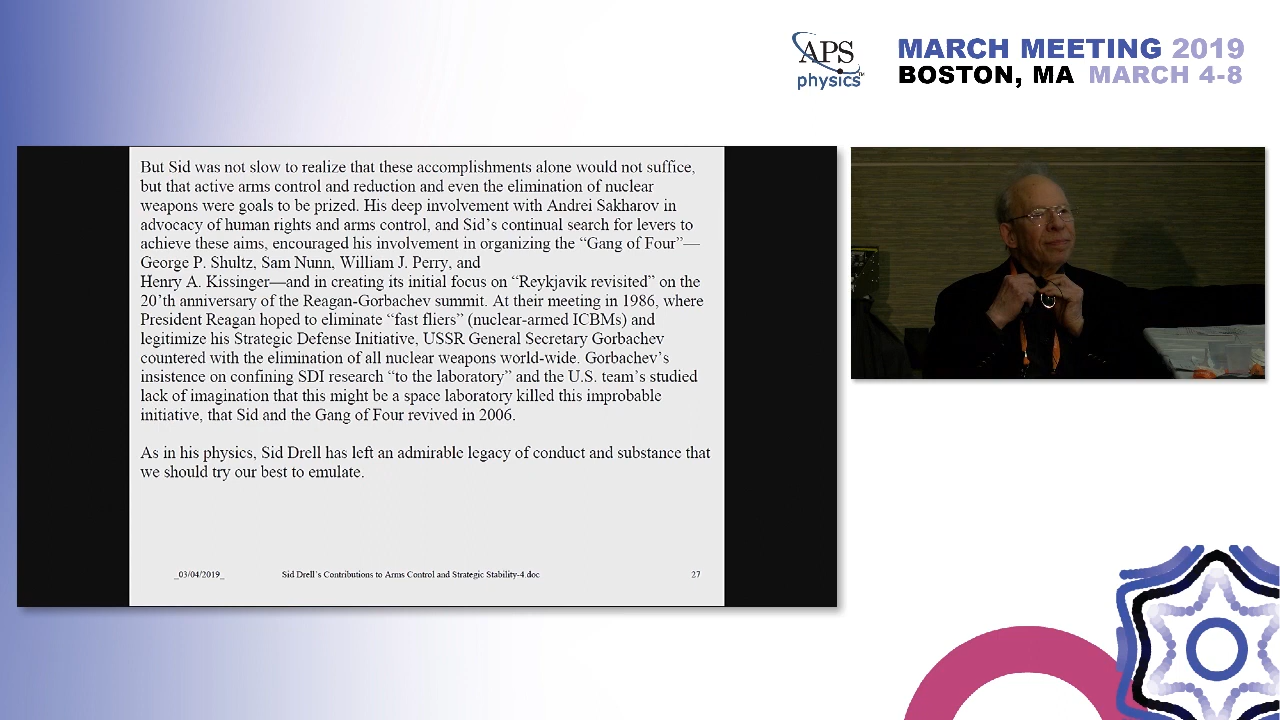 APS
physics™
MARCH MEETING 2019
BOSTON, MA MARCH 4-8
But Sid was not slow to realize that these accomplishments alone would not suffice,
but that active arms control and reduction and even the elimination of nuclear
weapons were goals to be prized. His deep involvement with Andrei Sakharov in
advocacy of human rights and arms control, and Sid’s continual search for levers to
achieve these aims, encouraged his involvement in organizing the “Gang of Four”—
George P. Shultz, Sam Nunn, William J. Perry, and
Henry A. Kissinger—and in creating its initial focus on “Reykjavik revisited” on the
20’th anniversary of the Reagan-Gorbachev summit. At their meeting in 1986, where
President Reagan hoped to eliminate “fast fliers” (nuclear-armed ICBMs) and
legitimize his Strategic Defense Initiative, USSR General Secretary Gorbachev
countered with the elimination of all nuclear weapons world-wide. Gorbachev’s
insistence on confining SDI research “to the laboratory” and the U.S. team’s studied
lack of imagination that this might be a space laboratory killed this improbable
initiative, that Sid and the Gang of Four revived in 2006.
As in his physics, Sid Drell has left an admirable legacy of conduct and substance that
we should try our best to emulate.
_03/04/2019_ Sid Drell’s Contributions to Arms Control and Strategic Stability-4.doc 27